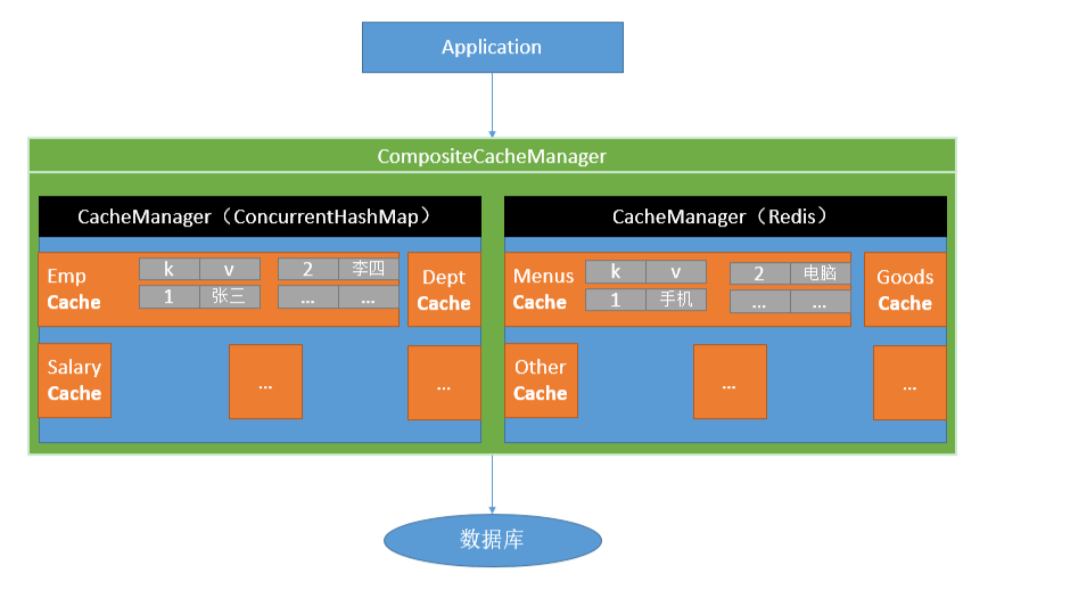 Application
CompositeCacheManager
CacheManager（ConcurrentHashMap）
Emp
Cache
k v
1 张三
2 李四
... ...
Dept
Cache
Salary
Cache
...
...
CacheManager（Redis）
Menus
Cache
k v
1 手机
2 电脑
... ...
Goods
Cache
Other
Cache
...
...
数据库